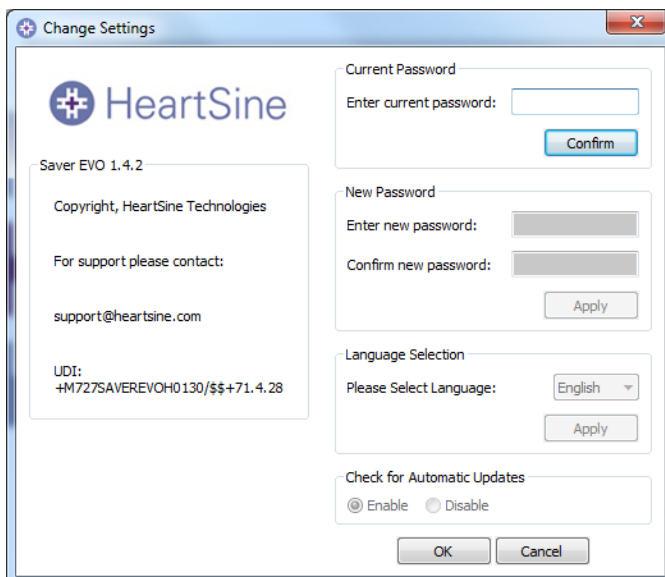 Change Settings
HeartSine
Saver EVO 1.4.2
Copyright, HeartSine Technologies
For support please contact:
support@heartsine.com
UDI:
+M727SAVEREVOH0130/$$+71.4.28
Current Password
Enter current password:
Confirm
New Password
Enter new password:
Confirm new password:
Apply
Language Selection
Please Select Language:
English
Apply
Check for Automatic Updates
Enable
Disable
OK
Cancel